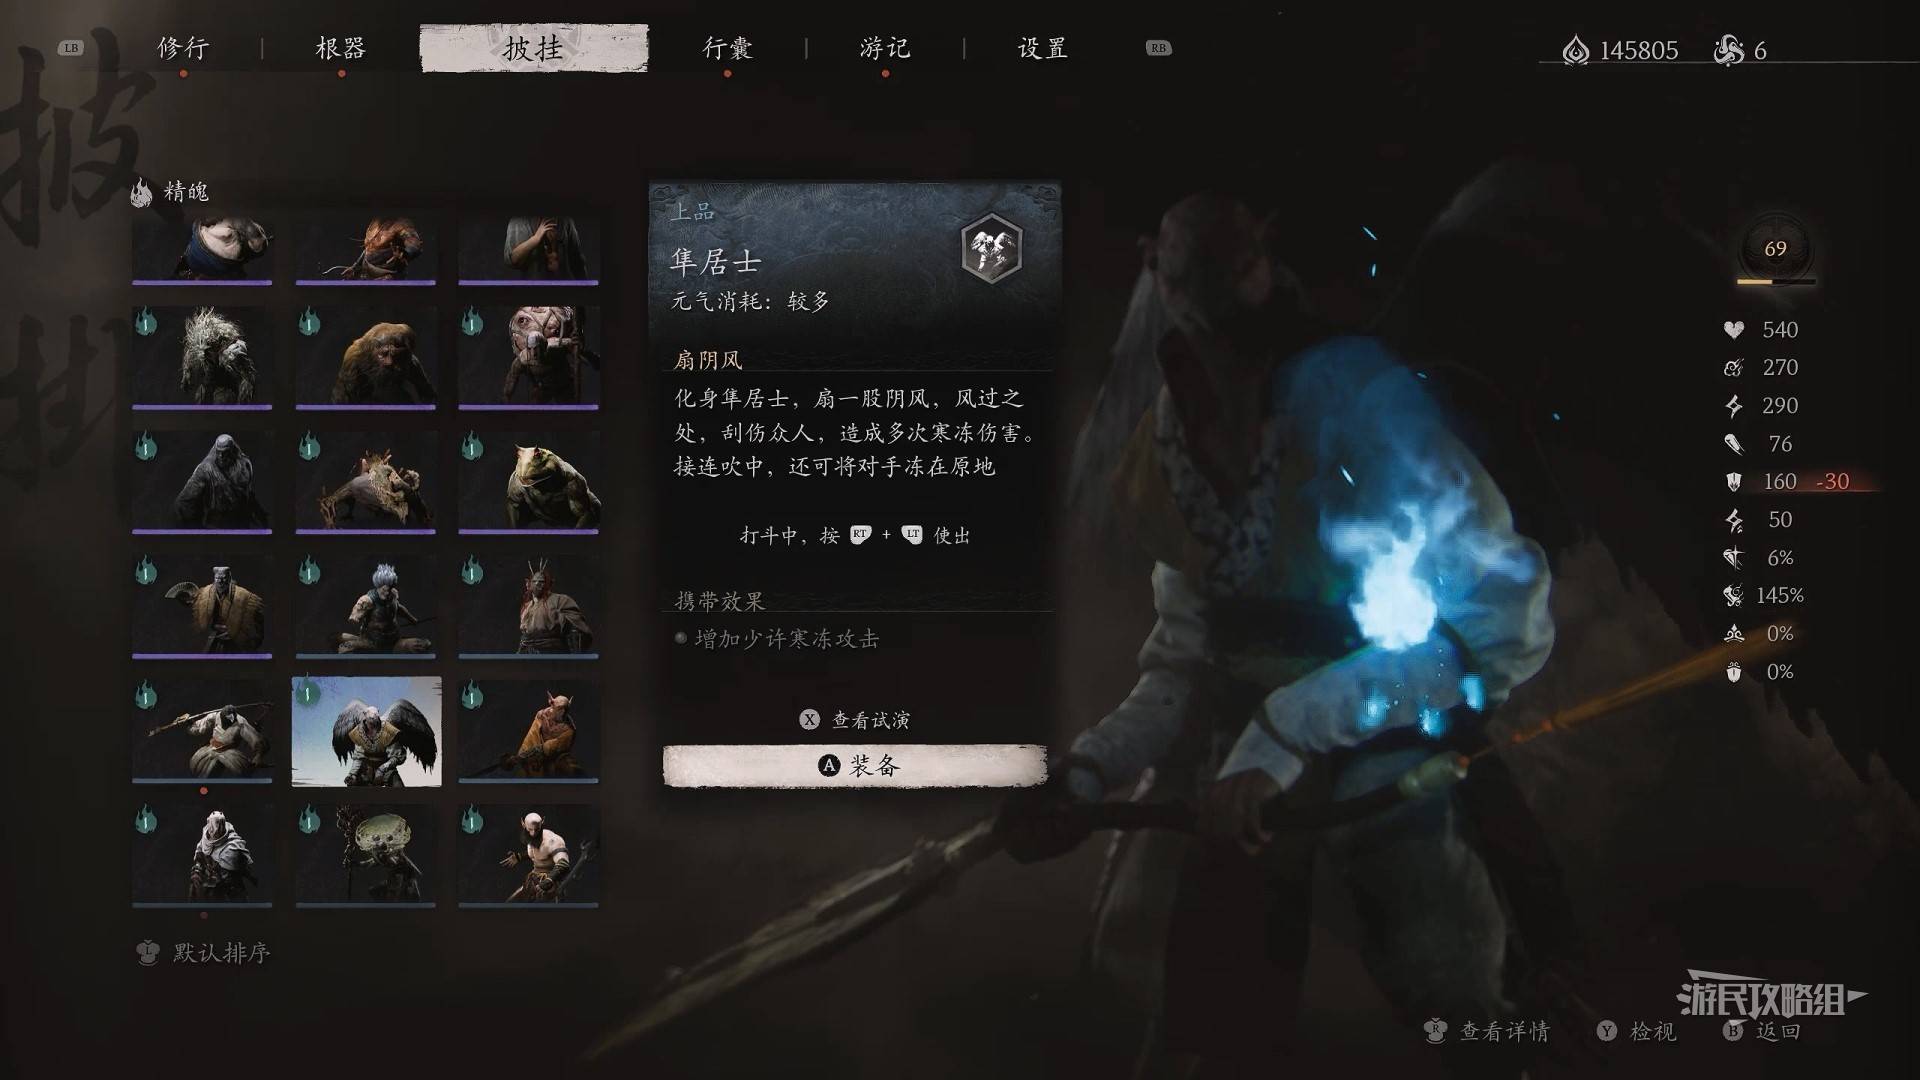 LB 修行 根器 披挂 行囊 游记 设置 RB 145805 6
披挂
精魄
上品
隼居士
元气消耗：较多
扇阴风
化身隼居士，扇一股阴风，风过之
处，刮伤众人，造成多次寒冻伤害。
接连吹中，还可将对手冻在原地
打斗中，按 RT + LT 使出
携带效果
增加少许寒冻攻击
X 查看试演
A 装备
69
540
270
290
76
160 -30
50
6%
145%
0%
0%
L 默认排序
游民攻略组
R 查看详情 Y 检视 B 返回